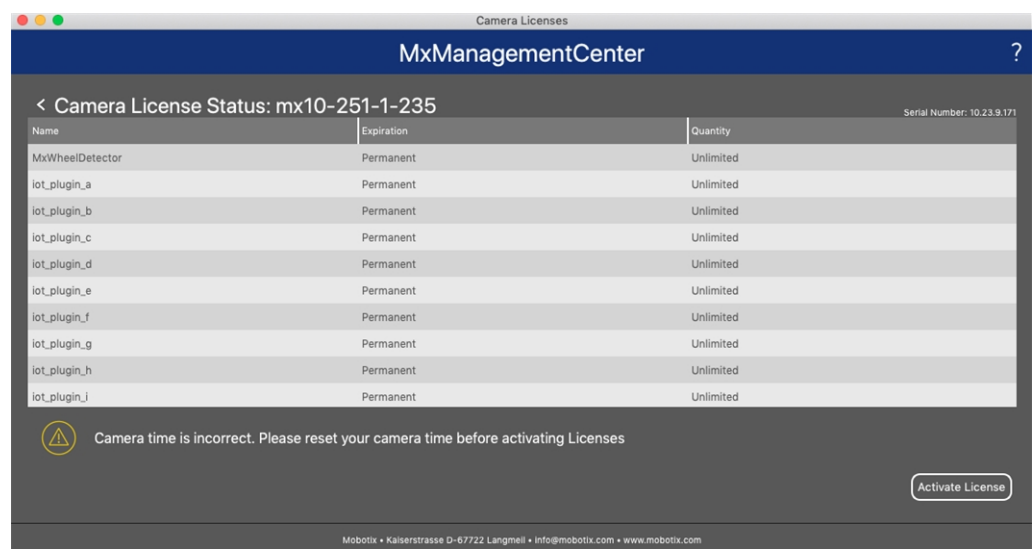 Camera Licenses
MxManagementCenter
?
< Camera License Status: mx10-251-1-235
Serial Number: 10.23.9.171
Name Expiration Quantity
MxWheelDetector Permanent Unlimited
iot_plugin_a Permanent Unlimited
iot_plugin_b Permanent Unlimited
iot_plugin_c Permanent Unlimited
iot_plugin_d Permanent Unlimited
iot_plugin_e Permanent Unlimited
iot_plugin_f Permanent Unlimited
iot_plugin_g Permanent Unlimited
iot_plugin_h Permanent Unlimited
iot_plugin_i Permanent Unlimited
Camera time is incorrect. Please reset your camera time before activating Licenses
Activate License
Mobotix • Kaiserstrasse D-67722 Langmeil • info@mobotix.com • www.mobotix.com